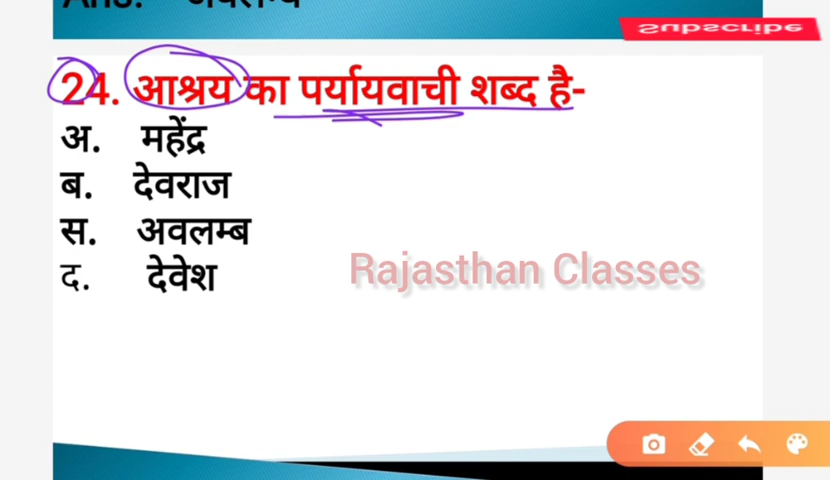 Subscribe
24. आश्रय का पर्यायवाची शब्द है-
अ. महेंद्र
ब. देवराज
स. अवलम्ब
द. देवेश
Rajasthan Classes